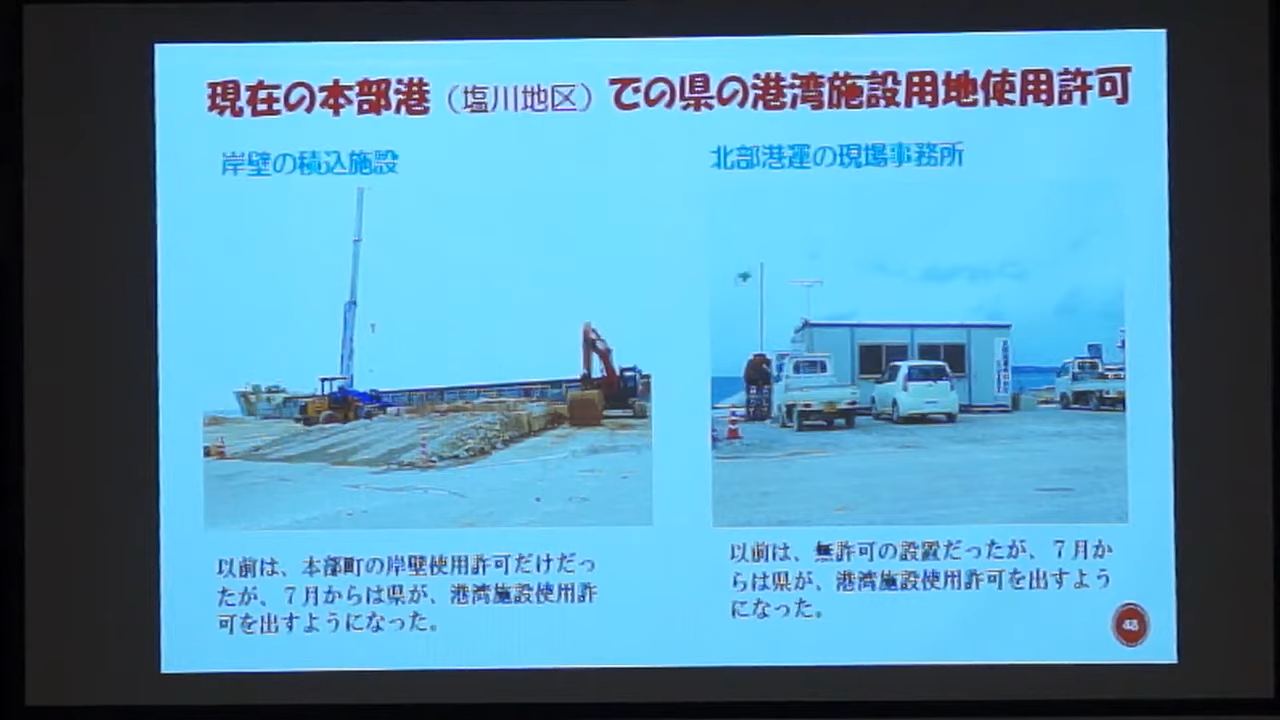 現在の本部港（塩川地区）での県の港湾施設用地使用許可
岸壁の積込施設
北部港運の現場事務所
以前は、本部町の岸壁使用許可だけだっ
たが、７月からは県が、港湾施設使用許
可を出すようになった。
以前は、無許可の設置だったが、７月か
らは県が、港湾施設使用許可を出すよう
になった。
48